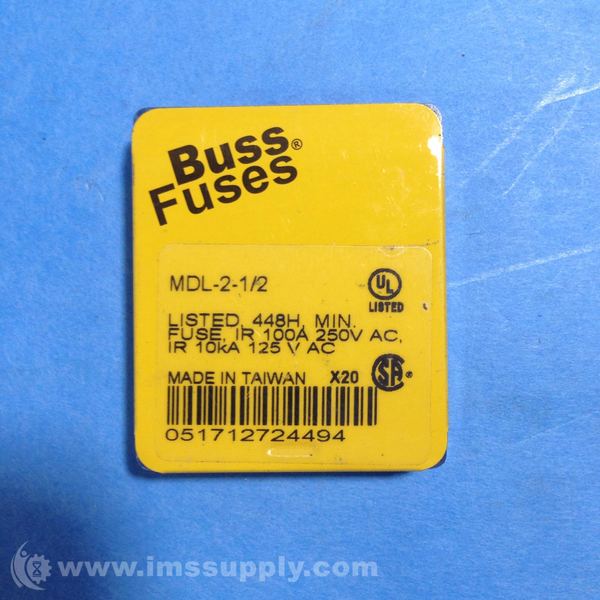 Buss®
Fuses
MDL-2-1/2
UL
LISTED
LISTED, 448H, MIN.
FUSE, IR 100A 250V AC,
IR 10kA 125 V AC
MADE IN TAIWAN X20 SA®
051712724494
© www.imssupply.com